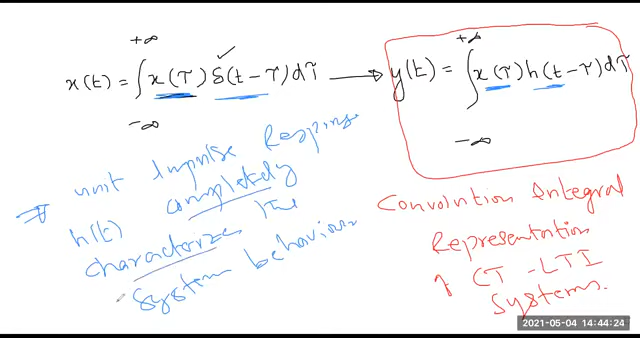 x(t) = ∫_{-∞}^{+∞} x(τ) δ(t-τ) dτ ⟶ y(t) = ∫_{-∞}^{+∞} x(τ) h(t-τ) dτ
⇒ unit Impulse Response
h(t) completely
characterizes the
System behaviour
Convolution Integral
Representation
of CT-LTI
Systems.
2021-05-04 14:44:24